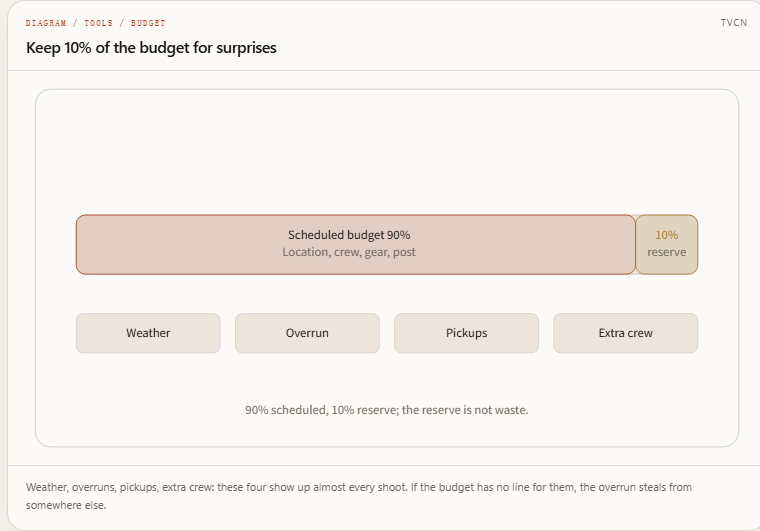 DIAGRAM / TOOLS / BUDGET
TVCN
Keep 10% of the budget for surprises
Scheduled budget 90%
Location, crew, gear, post
10%
reserve
Weather
Overrun
Pickups
Extra crew
90% scheduled, 10% reserve; the reserve is not waste.
Weather, overruns, pickups, extra crew: these four show up almost every shoot. If the budget has no line for them, the overrun steals from
somewhere else.